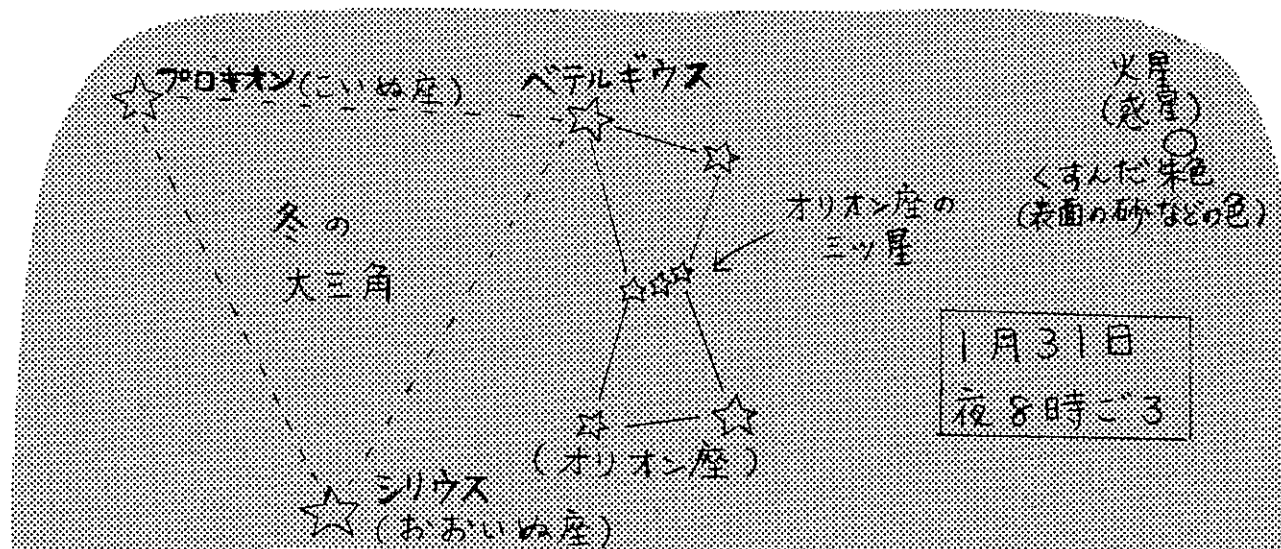 プロキオン(こいぬ座)
ベテルギウス
火星
(惑星)
くすんだ朱色
(表面の砂などの色)
オリオン座の
三ツ星
冬の
大三角
1月31日
夜8時ごろ
(オリオン座)
シリウス
(おおいぬ座)